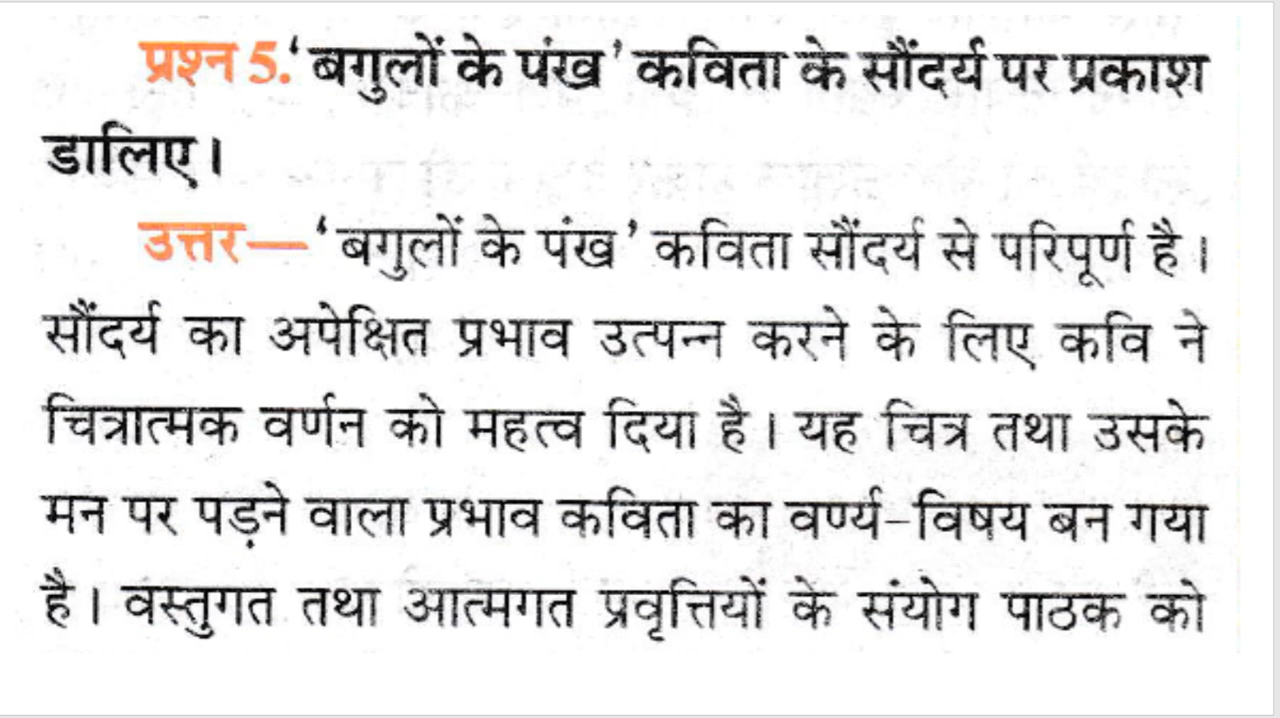 प्रश्न 5. ‘बगुलों के पंख’ कविता के सौंदर्य पर प्रकाश
डालिए।
उत्तर—‘बगुलों के पंख’ कविता सौंदर्य से परिपूर्ण है।
सौंदर्य का अपेक्षित प्रभाव उत्पन्न करने के लिए कवि ने
चित्रात्मक वर्णन को महत्व दिया है। यह चित्र तथा उसके
मन पर पड़ने वाला प्रभाव कविता का वर्ण्य-विषय बन गया
है। वस्तुगत तथा आत्मगत प्रवृत्तियों के संयोग पाठक को